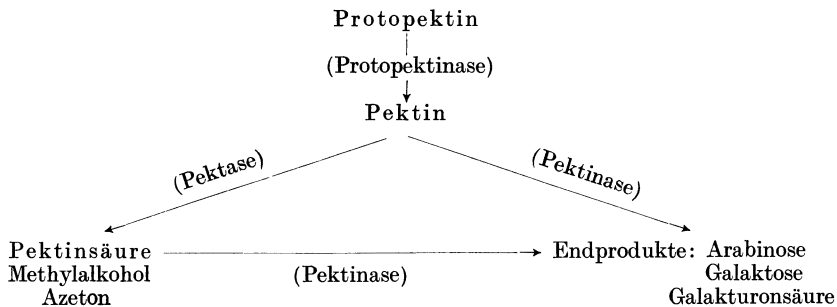 Protopektin
(Protopektinase)
Pektin
(Pektase)
(Pektinase)
Pektinsäure
Methylalkohol
Azeton
(Pektinase)
Endprodukte: Arabinose
Galaktose
Galakturonsäure